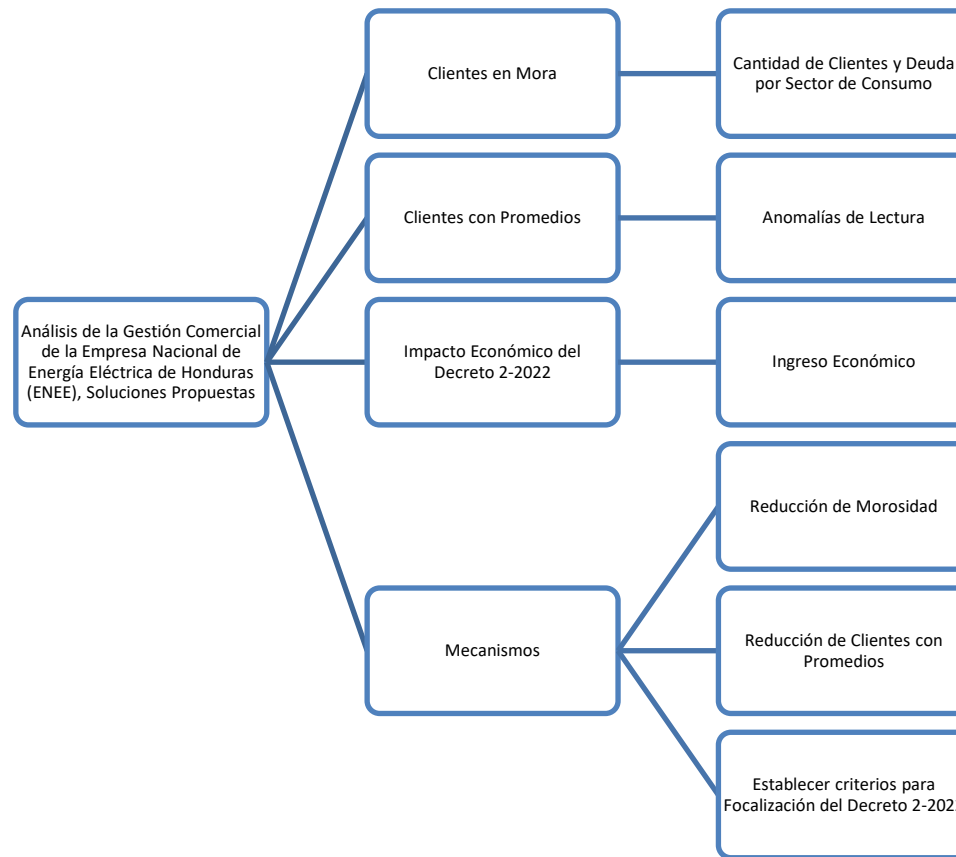 Clientes en Mora
Cantidad de Clientes y Deuda
por Sector de Consumo
Clientes con Promedios
Anomalías de Lectura
Análisis de la Gestión Comercial
de la Empresa Nacional de
Energía Eléctrica de Honduras
(ENEE), Soluciones Propuestas
Impacto Económico del
Decreto 2-2022
Ingreso Económico
Reducción de Morosidad
Mecanismos
Reducción de Clientes con
Promedios
Establecer criterios para
Focalización del Decreto 2-2022